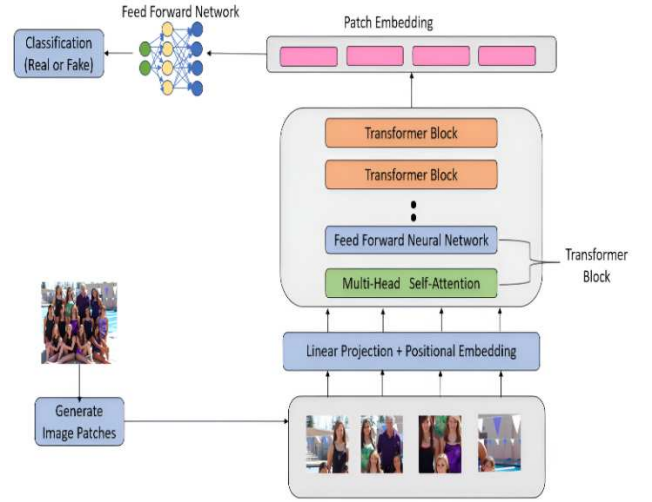 Feed Forward Network
Classification
(Real or Fake)
Patch Embedding
Transformer Block
Transformer Block
Feed Forward Neural Network
Multi-Head Self-Attention
Transformer
Block
Linear Projection + Positional Embedding
Generate
Image Patches